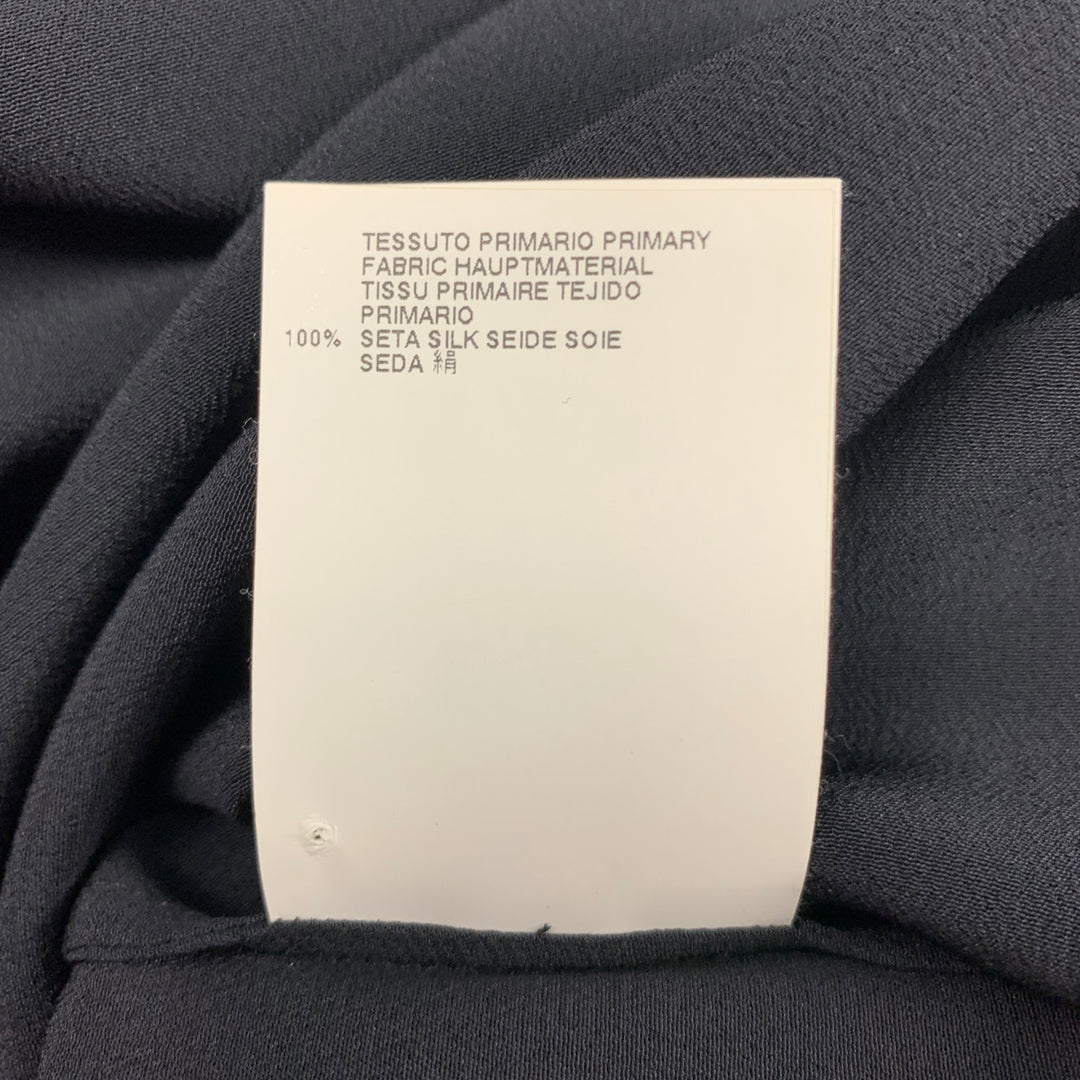 TESSUTO PRIMARIO PRIMARY
FABRIC HAUPTMATERIAL
TISSU PRIMAIRE TEJIDO
PRIMARIO
100% SETA SILK SEIDE SOIE
SEDA 絹